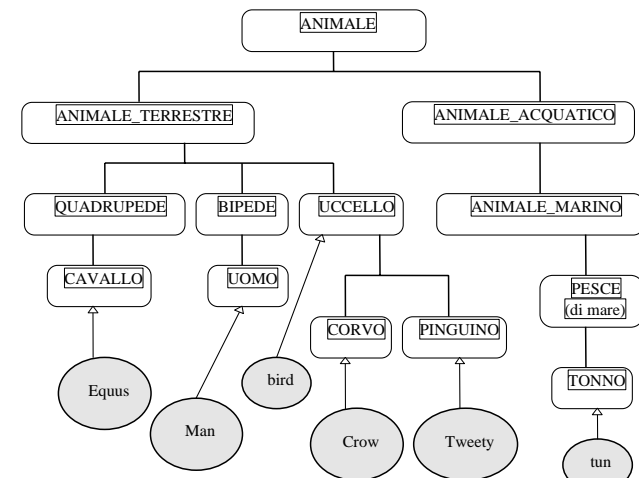 ANIMALE
ANIMALE_TERRESTRE
ANIMALE_ACQUATICO
QUADRUPEDE
BIPEDE
UCCELLO
ANIMALE_MARINO
CAVALLO
UOMO
PESCE
(di mare)
CORVO
PINGUINO
TONNO
Equus
bird
Man
Crow
Tweety
tun